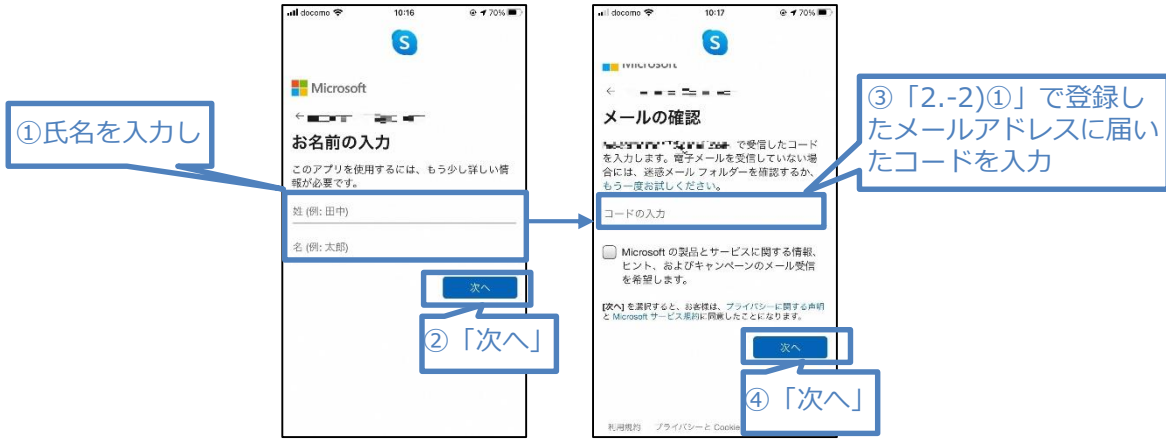 docomo 10:16 70%
S
Microsoft
お名前の入力
このアプリを使用するには、もう少し詳しい情
報が必要です。
姓 (例: 田中)
名 (例: 太郎)
次へ
①氏名を入力し
②「次へ」
docomo 10:17 70%
S
Microsoft
メールの確認
で受信したコード
を入力します。電子メールを受信していない場
合には、迷惑メール フォルダーを確認するか、
もう一度お試しください。
コードの入力
Microsoft の製品とサービスに関する情報、
ヒント、およびキャンペーンのメール受信
を希望します。
[次へ] を選択すると、お客様は、プライバシーに関する声明
と Microsoft サービス規約に同意したことになります。
次へ
利用規約 プライバシーと Cookie
③「2.-2)①」で登録し
たメールアドレスに届い
たコードを入力
④「次へ」